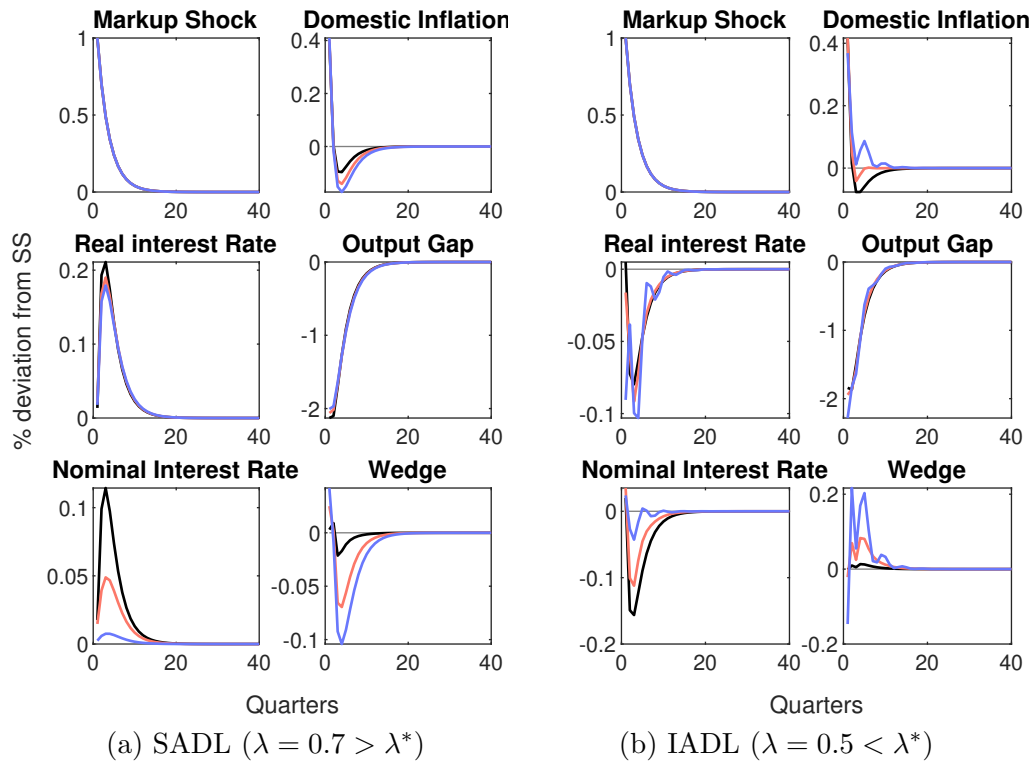 Markup Shock
Domestic Inflation
1
0.5
0
0 20 40
0.4
0.2
0
0 20 40
Real interest Rate
Output Gap
0.2
0.1
0
0 20 40
0
-1
-2
0 20 40
Nominal Interest Rate
Wedge
0.1
0.05
0
0 20 40
0
-0.05
-0.1
0 20 40
% deviation from SS
Quarters
(a) SADL (λ = 0.7 > λ*)
Markup Shock
Domestic Inflation
1
0.5
0
0 20 40
0.4
0.2
0
0 20 40
Real interest Rate
Output Gap
0
-0.05
-0.1
0 20 40
0
-1
-2
0 20 40
Nominal Interest Rate
Wedge
0
-0.1
-0.2
0 20 40
0.2
0
-0.2
0 20 40
Quarters
(b) IADL (λ = 0.5 < λ*)